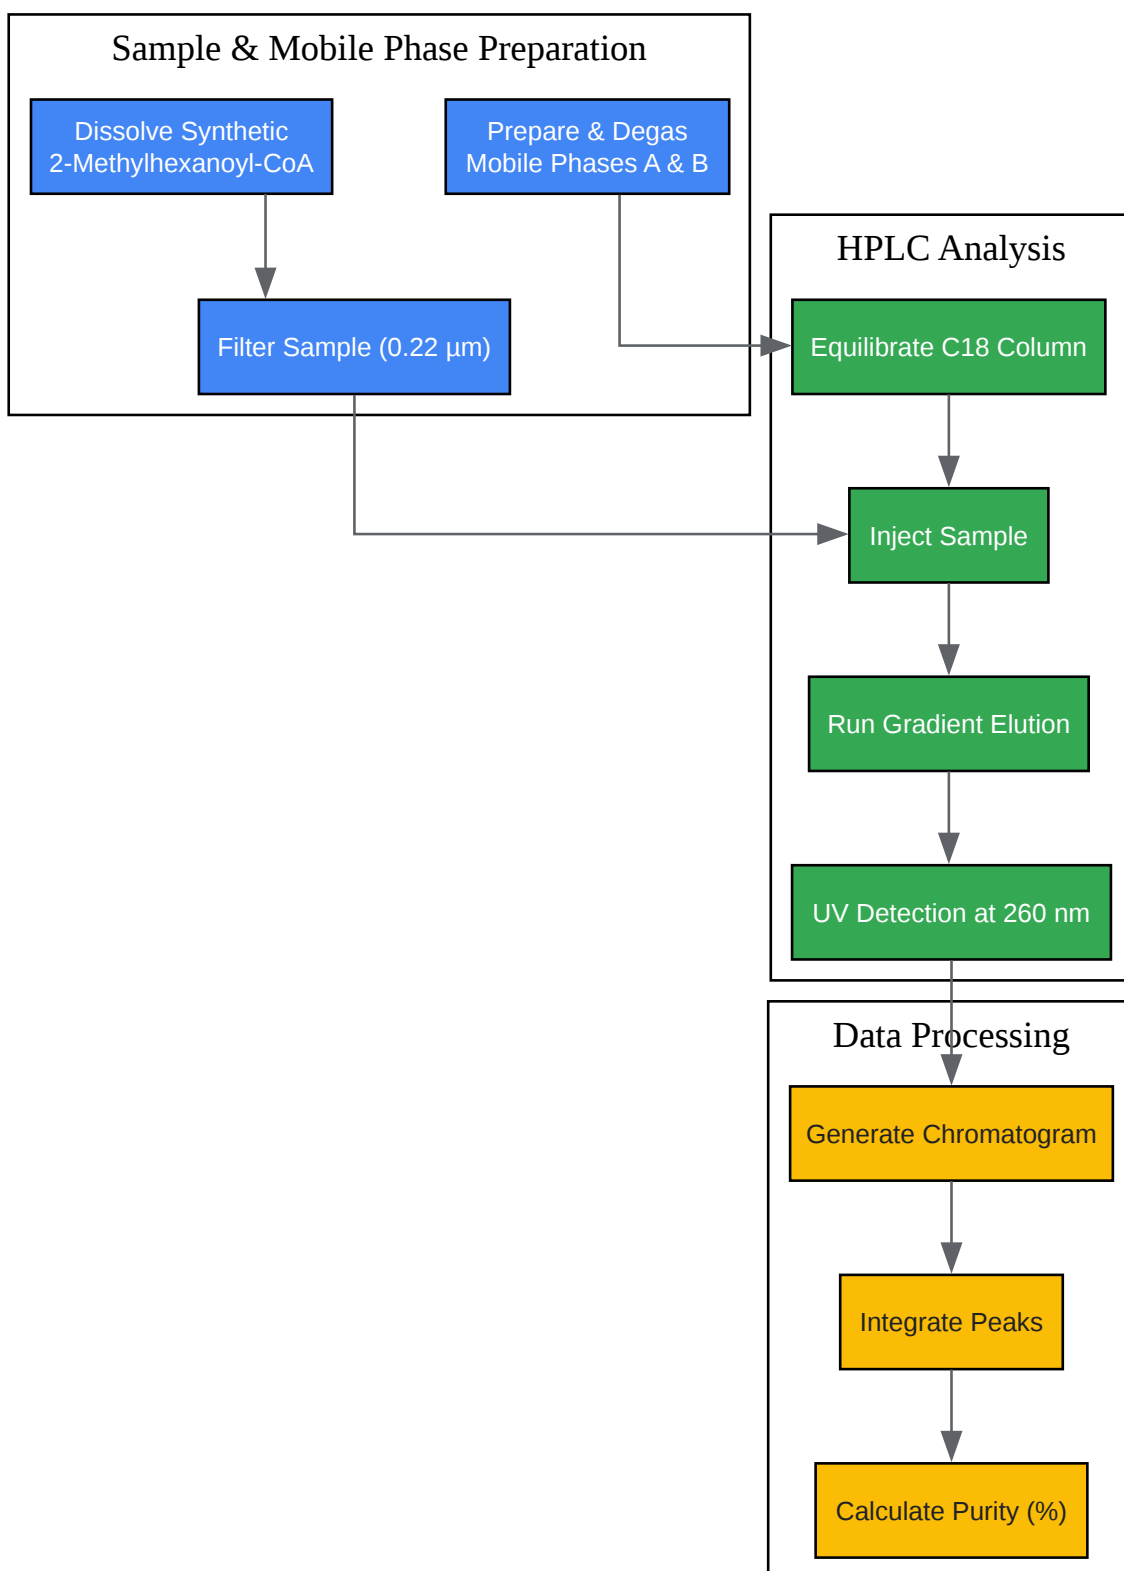 Sample & Mobile Phase Preparation
Dissolve Synthetic
2-Methylhexanoyl-CoA
Prepare & Degas
Mobile Phases A & B
Filter Sample (0.22 µm)
HPLC Analysis
Equilibrate C18 Column
Inject Sample
Run Gradient Elution
UV Detection at 260 nm
Data Processing
Generate Chromatogram
Integrate Peaks
Calculate Purity (%)